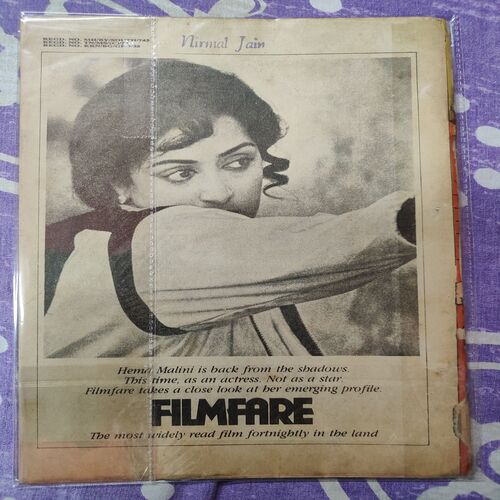 Nirmal Jain
Hema Malini is back from the shadows.
This time, as an actress. Not as a star.
Filmfare takes a close look at her emerging profile.
FILMFARE
The most widely read film fortnightly in the land